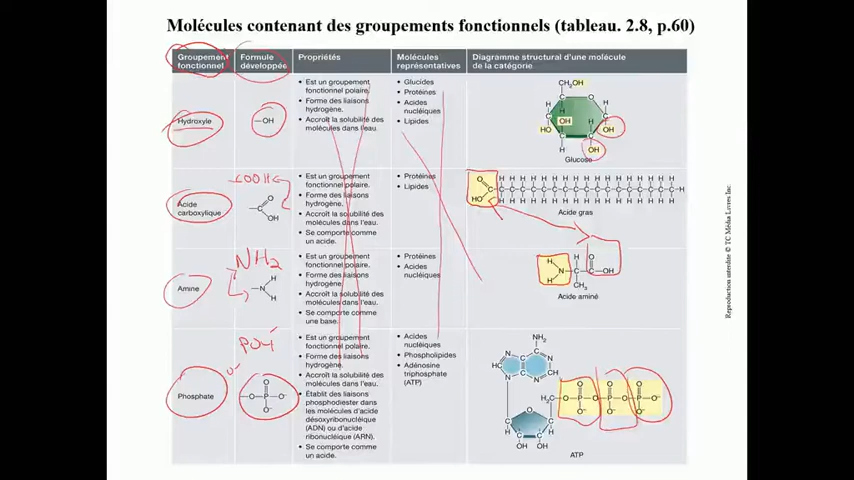 Molécules contenant des groupements fonctionnels (tableau. 2.8, p.60)
Groupement fonctionnel
Formule développée
Propriétés
Molécules représentatives
Diagramme structural d'une molécule de la catégorie
Hydroxyle
—OH
• Est un groupement
fonctionnel polaire.
• Forme des liaisons
hydrogène.
• Accroît la solubilité des
molécules dans l'eau.
• Glucides
• Protéines
• Acides
nucléiques
• Lipides
CH₂OH
O
H
C
H
OH
HO
OH
H
OH
Glucose
Acide
carboxylique
COOH
—C
O
OH
• Est un groupement
fonctionnel polaire.
• Forme des liaisons
hydrogène.
• Accroît la solubilité des
molécules dans l'eau.
• Se comporte comme
un acide.
• Protéines
• Lipides
O
C
HO
H H H H H H H H H H H H H H H H H
C C C C C C C C C C C C C C C C C H
H H H H H H H H H H H H H H H H H
Acide gras
Amine
NH2
—N
H
H
• Est un groupement
fonctionnel polaire.
• Forme des liaisons
hydrogène.
• Accroît la solubilité des
molécules dans l'eau.
• Se comporte comme
une base.
• Protéines
• Acides
nucléiques
H
H
N
H
C
CH₃
O
C—OH
Acide aminé
Phosphate
PO4⁻
O⁻
O
—O—P—O⁻
O⁻
• Est un groupement
fonctionnel polaire.
• Forme des liaisons
hydrogène.
• Accroît la solubilité des
molécules dans l'eau.
• Établit des liaisons
phosphodiester dans
les molécules d'acide
désoxyribonucléique
(ADN) ou d'acide
ribonucléique (ARN).
• Se comporte comme
un acide.
• Acides
nucléiques
• Phospholipides
• Adénosine
triphosphate
(ATP)
NH₂
N
C
C
N
HC
N
C
N
CH
H₂C—O—P—O—P—O—P—O⁻
O O O
O⁻ O⁻ O⁻
O
C H H C
H C C H
OH OH
ATP
Reproduction interdite © TC Média Livres Inc.